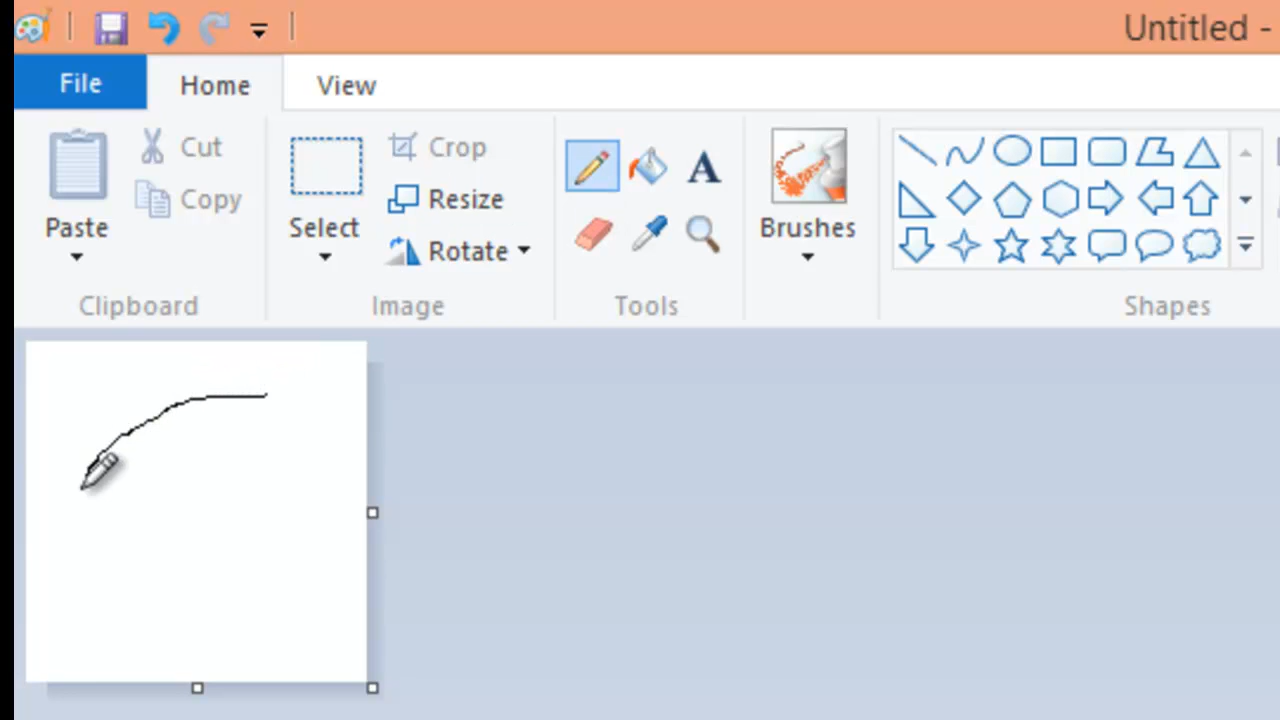 Untitled -
File Home View
Cut
Copy
Paste
Clipboard
Crop
Resize
Rotate
Select
Image
A
Tools
Brushes
Shapes